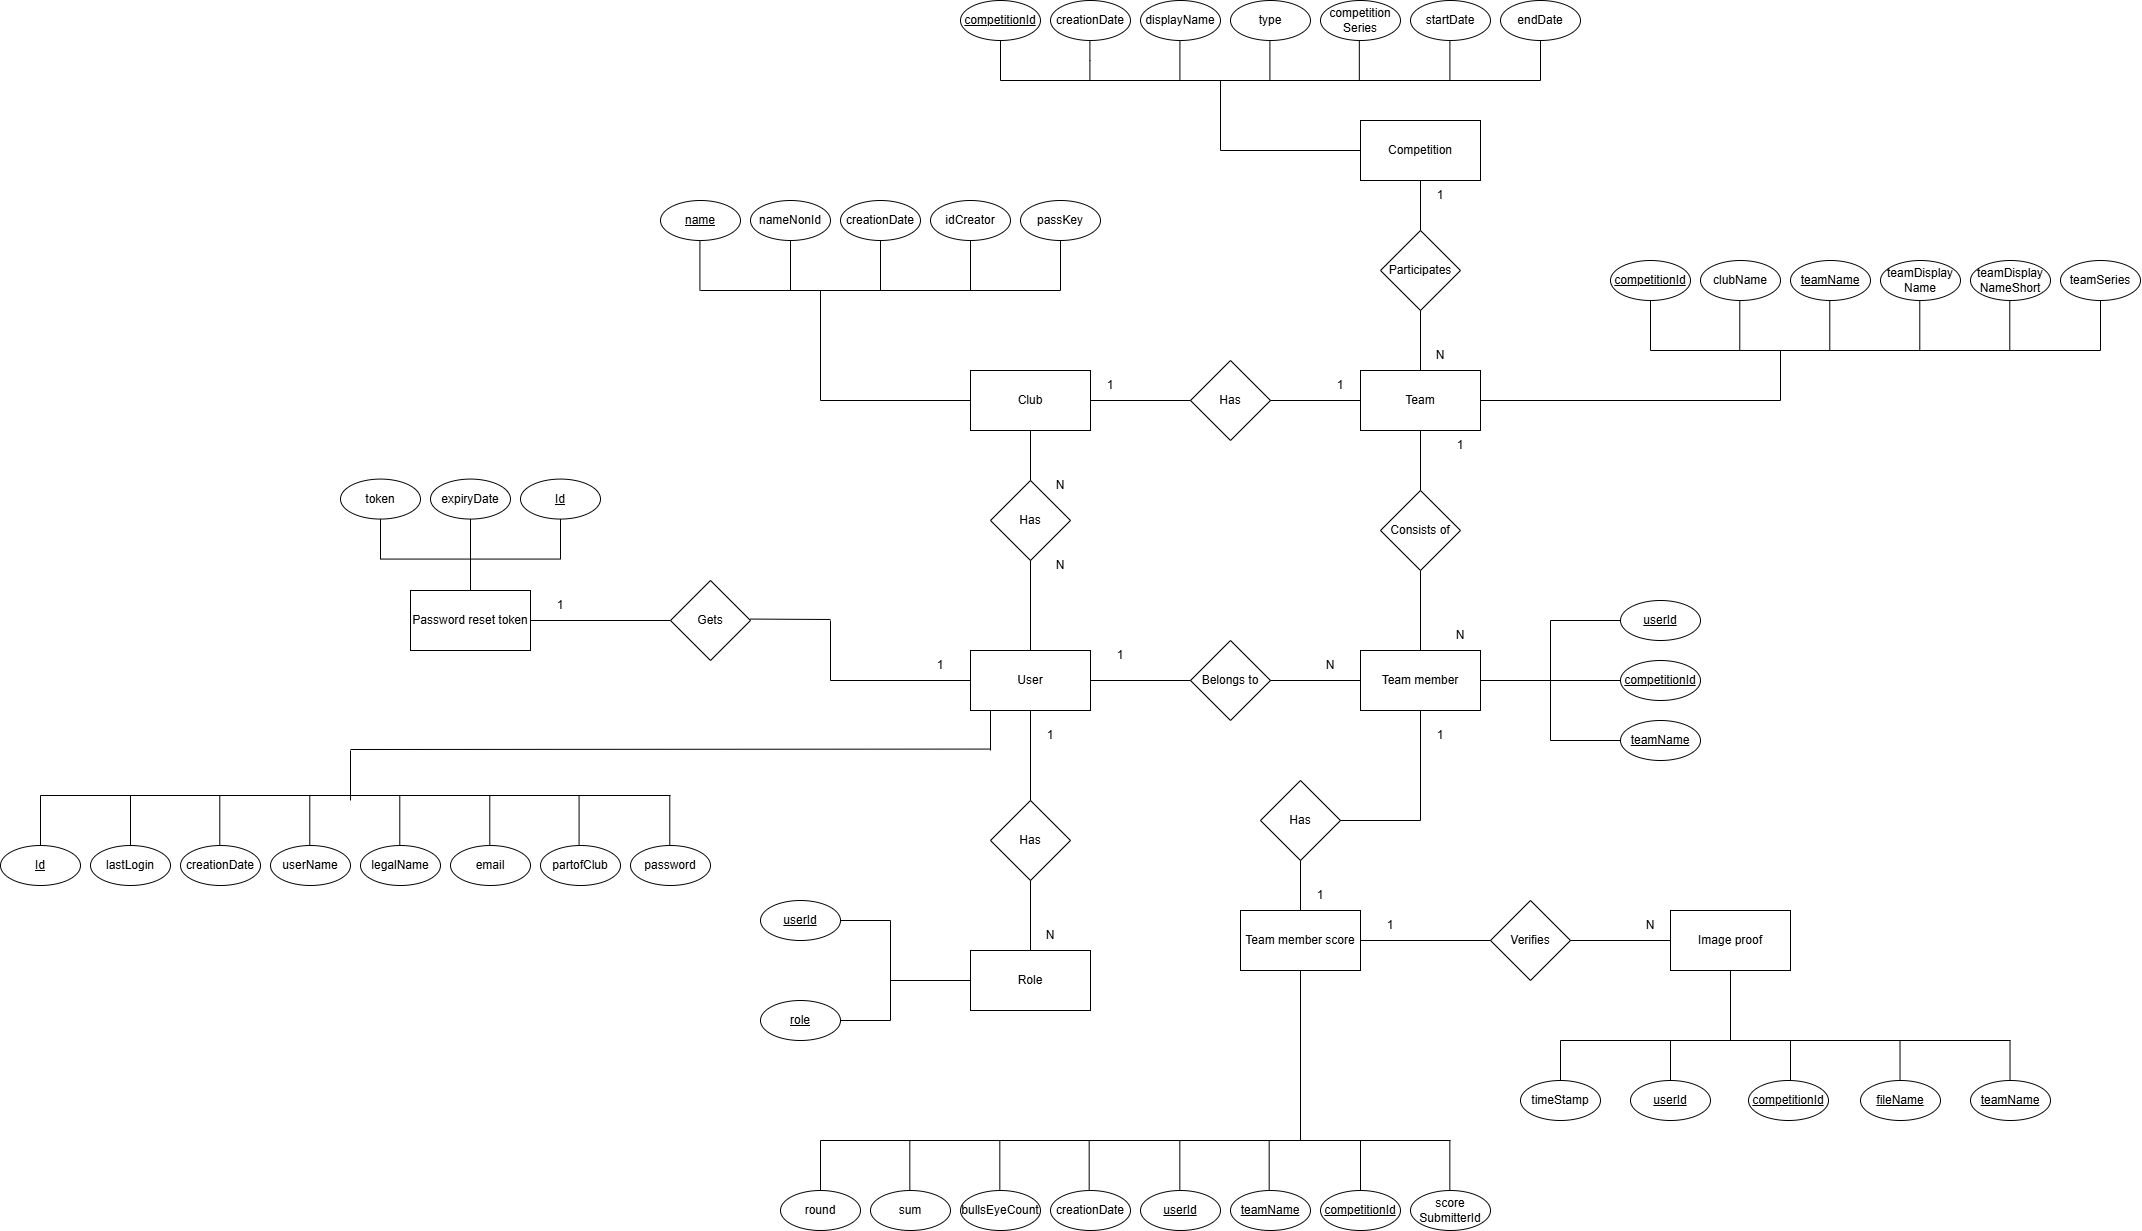 competitionId
creationDate
displayName
type
competition
Series
startDate
endDate
Competition
1
name
nameNonId
creationDate
idCreator
passKey
Participates
competitionId
clubName
teamName
teamDisplay
Name
teamDisplay
NameShort
teamSeries
N
Club
1
Has
1
Team
1
token
expiryDate
Id
N
Has
N
Consists of
Password reset token
1
Gets
1
User
1
Belongs to
N
N
Team member
userId
competitionId
teamName
1
1
Id
lastLogin
creationDate
userName
legalName
email
partofClub
password
Has
Has
1
userId
role
N
Role
Team member score
1
Verifies
N
Image proof
timeStamp
userId
competitionId
fileName
teamName
round
sum
bullsEyeCount
creationDate
userId
teamName
competitionId
score
SubmitterId